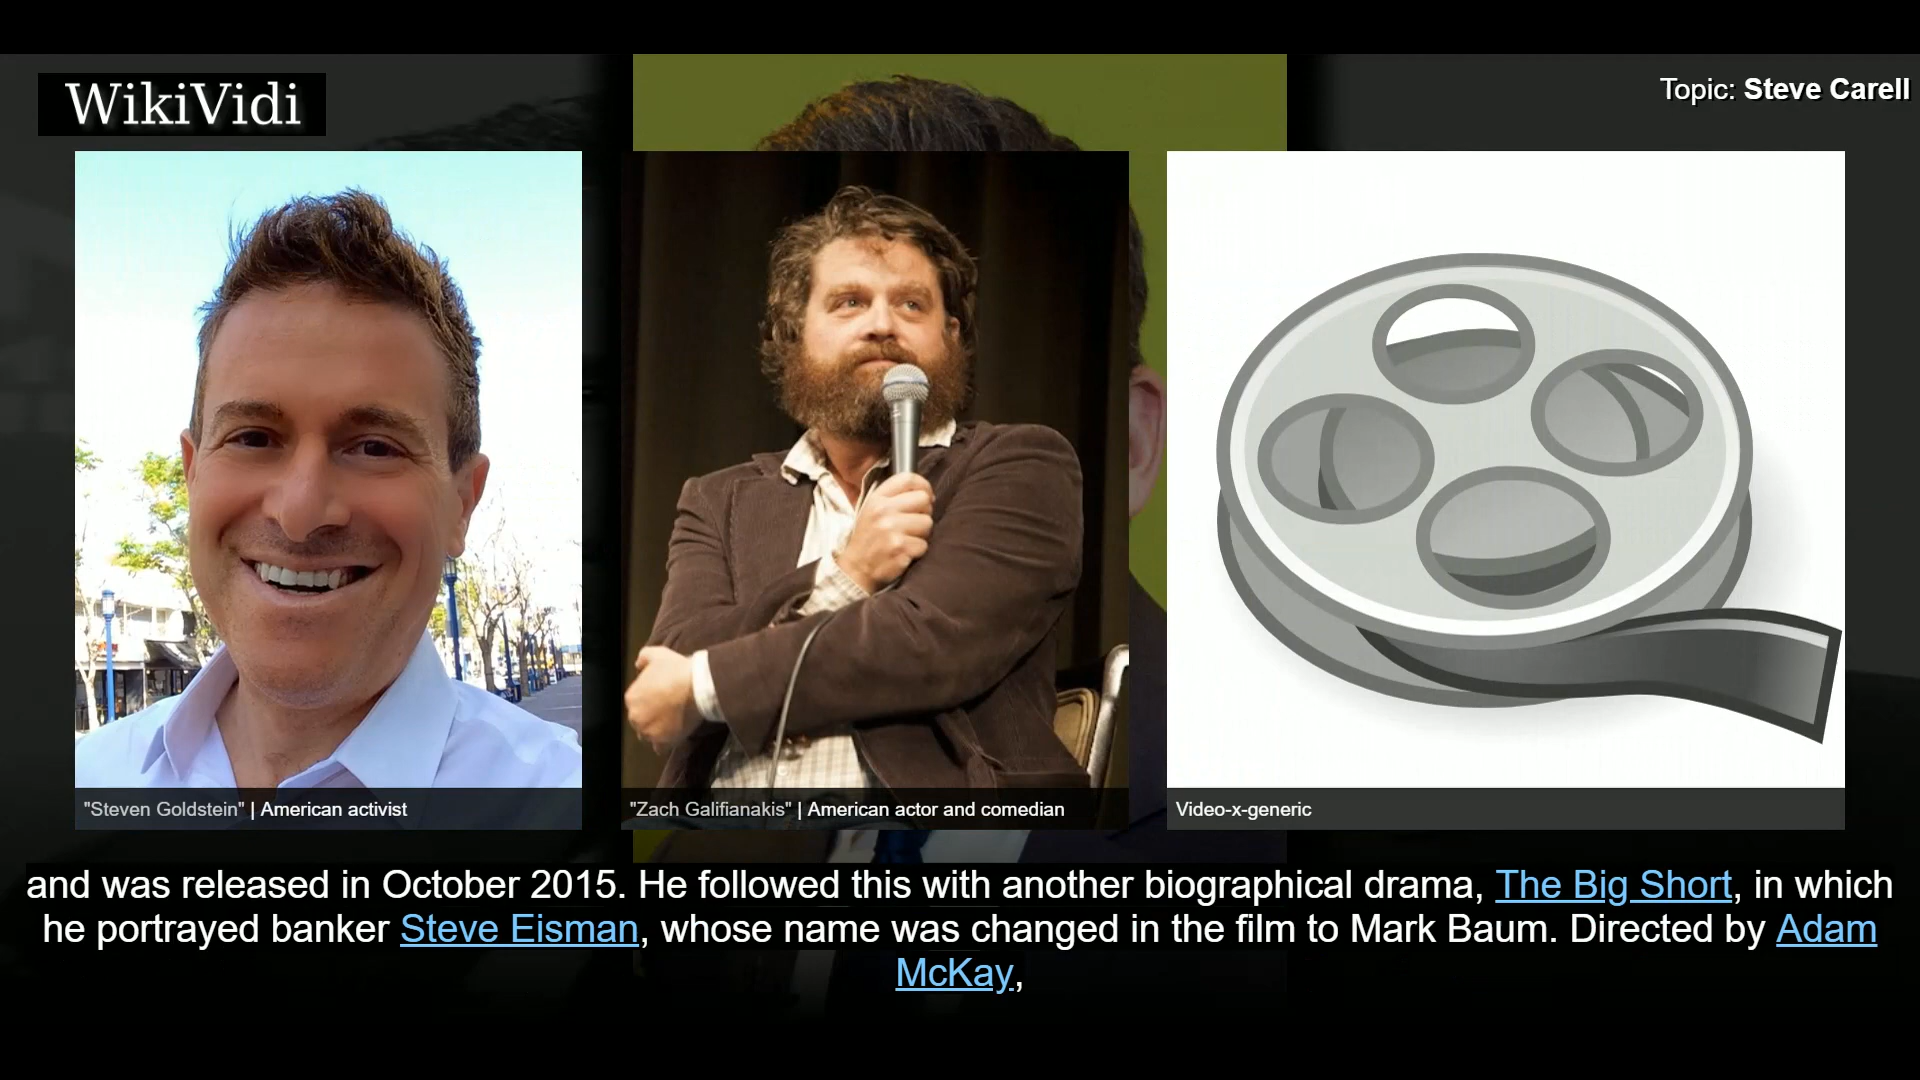 WikiVidi
Topic: Steve Carell
"Steven Goldstein" | American activist
"Zach Galifianakis" | American actor and comedian
Video-x-generic
and was released in October 2015. He followed this with another biographical drama, The Big Short, in which
he portrayed banker Steve Eisman, whose name was changed in the film to Mark Baum. Directed by Adam
McKay,